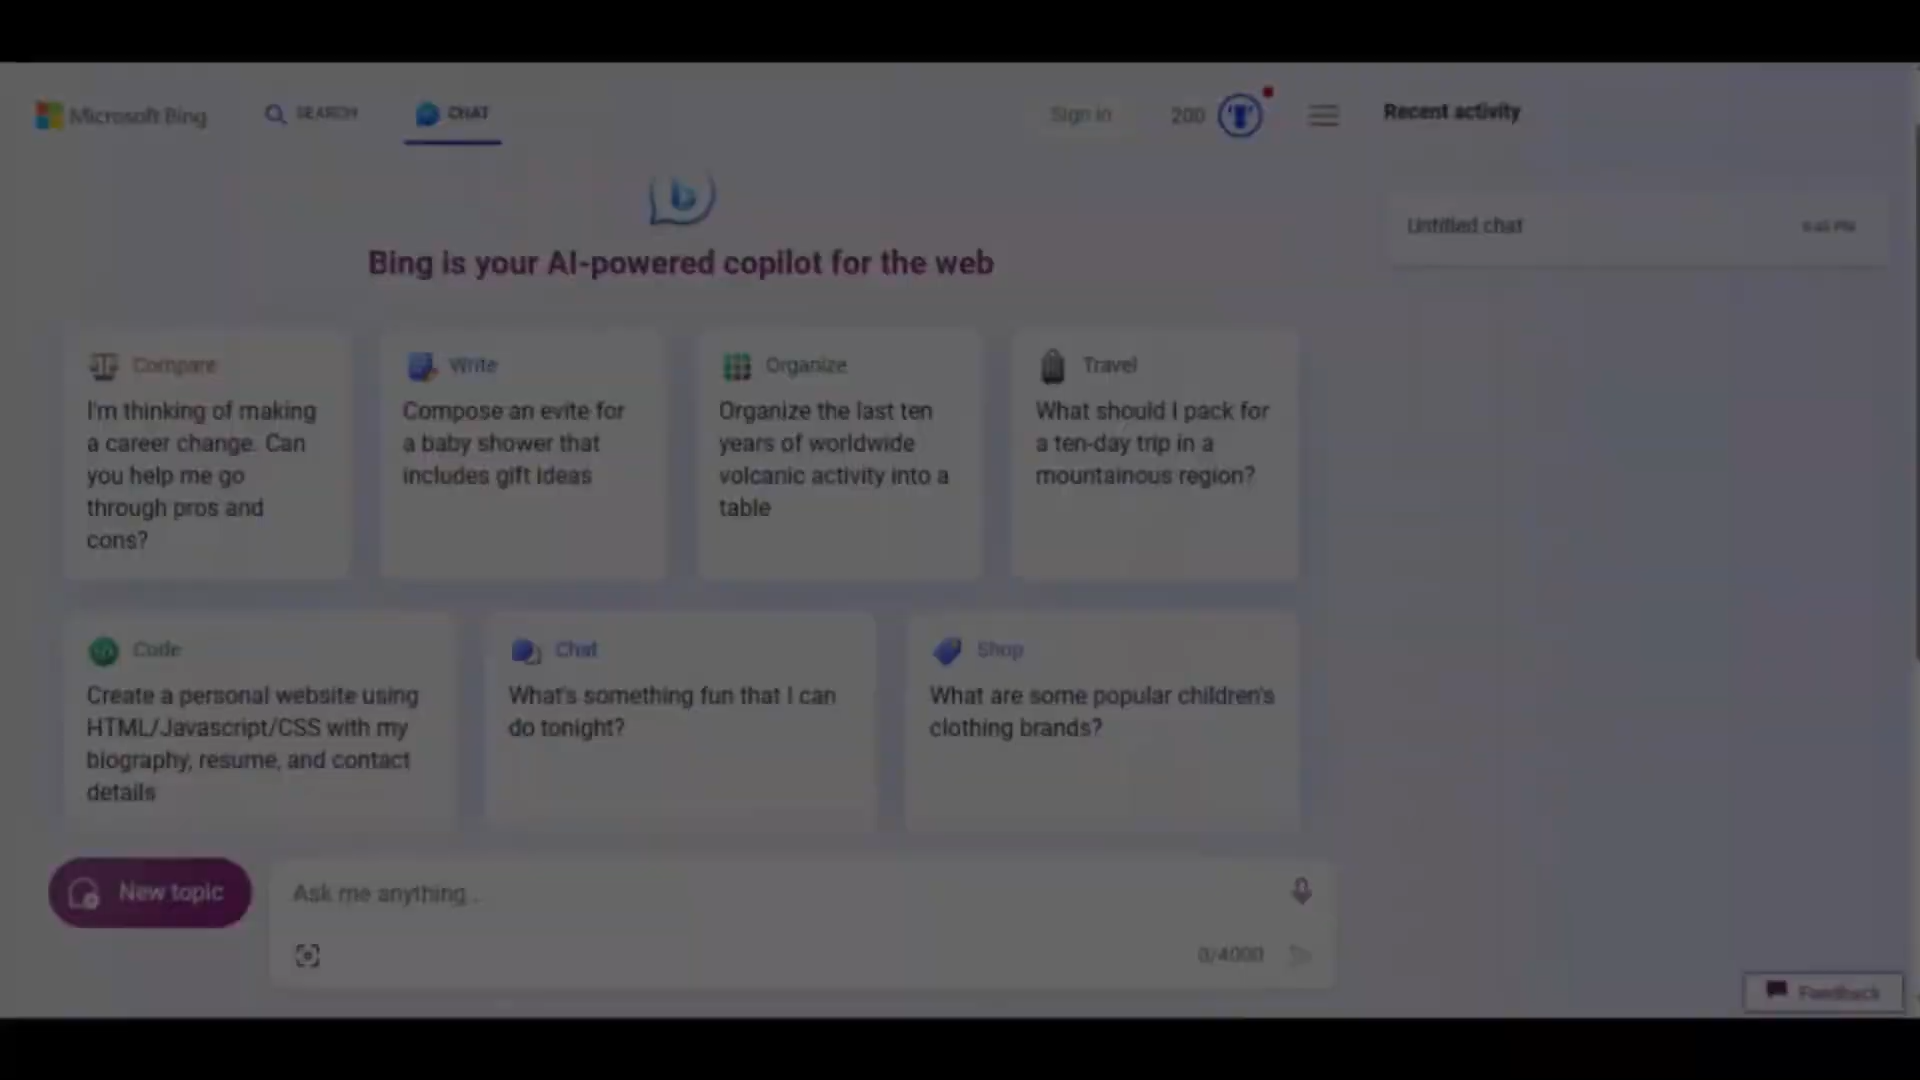 Microsoft Bing
SEARCH
CHAT
Sign in
200
Recent activity
Untitled chat
Bing is your AI-powered copilot for the web
Compare
I'm thinking of making
a career change. Can
you help me go
through pros and
cons?
Write
Compose an evite for
a baby shower that
includes gift ideas
Organize
Organize the last ten
years of worldwide
volcanic activity into a
table
Travel
What should I pack for
a ten-day trip in a
mountainous region?
Code
Create a personal website using
HTML/Javascript/CSS with my
biography, resume, and contact
details
Chat
What's something fun that I can
do tonight?
Shop
What are some popular children's
clothing brands?
New topic
Ask me anything...
0/4000
Feedback